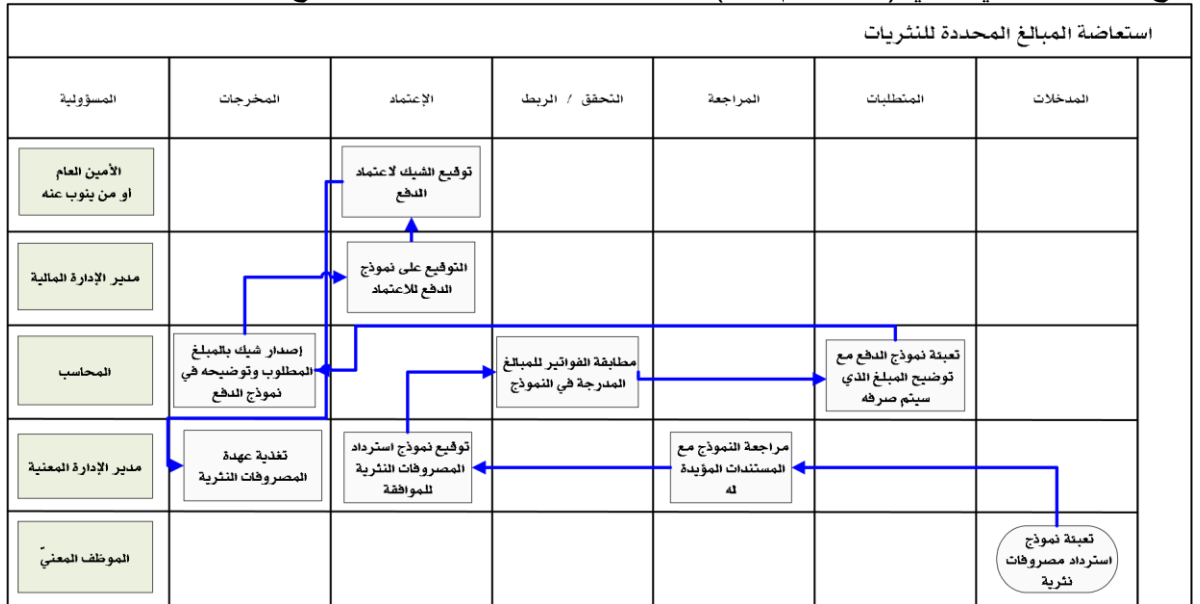 استعاضة المبالغ المحددة للنثريات
المدخلات
المتطلبات
المراجعة
التحقق / الربط
الإعتماد
المخرجات
المسؤولية
توقيع الشيك لاعتماد
الدفع
الأمين العام
او من ينوب عنه
التوقيع على نموذج
الدفع للاعتماد
مدير الإدارة المالية
تعبئة نموذج الدفع مع
توضيح المبلغ الذي
سيتم صرفه
مطابقة الفواتير للمبالغ
المدرجة في النموذج
إصدار شيك بالمبلغ
المطلوب وتوضيحه في
نموذج الدفع
المحاسب
مراجعة النموذج مع
المستندات المؤيدة
له
توقيع نموذج استرداد
المصروفات النثرية
للموافقة
تغذية عهدة
المصروفات النثرية
مدير الإدارة المعنية
تعبئة نموذج
استرداد مصروفات
نثرية
الموظف المعنيّ